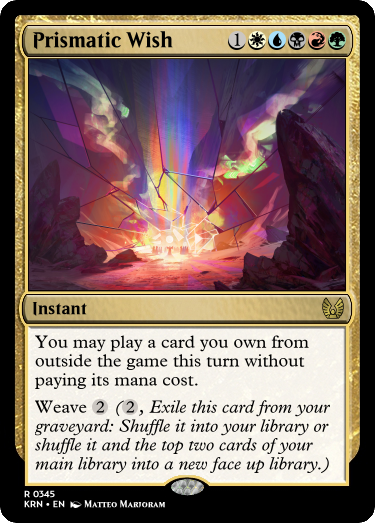 Prismatic Wish 1
Instant
You may play a card you own from
outside the game this turn without
paying its mana cost.
Weave 2 (2, Exile this card from your
graveyard: Shuffle it into your library or
shuffle it and the top two cards of your
main library into a new face up library.)
R 0345
KRN • EN Matteo Marjoram